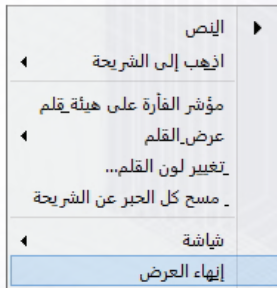 النص
اذهب إلى الشريحة
مؤشر الفأرة على هيئة قلم
عرض القلم
تغيير لون القلم...
مسح كل الحبر عن الشريحة
شاشة
إنهاء العرض